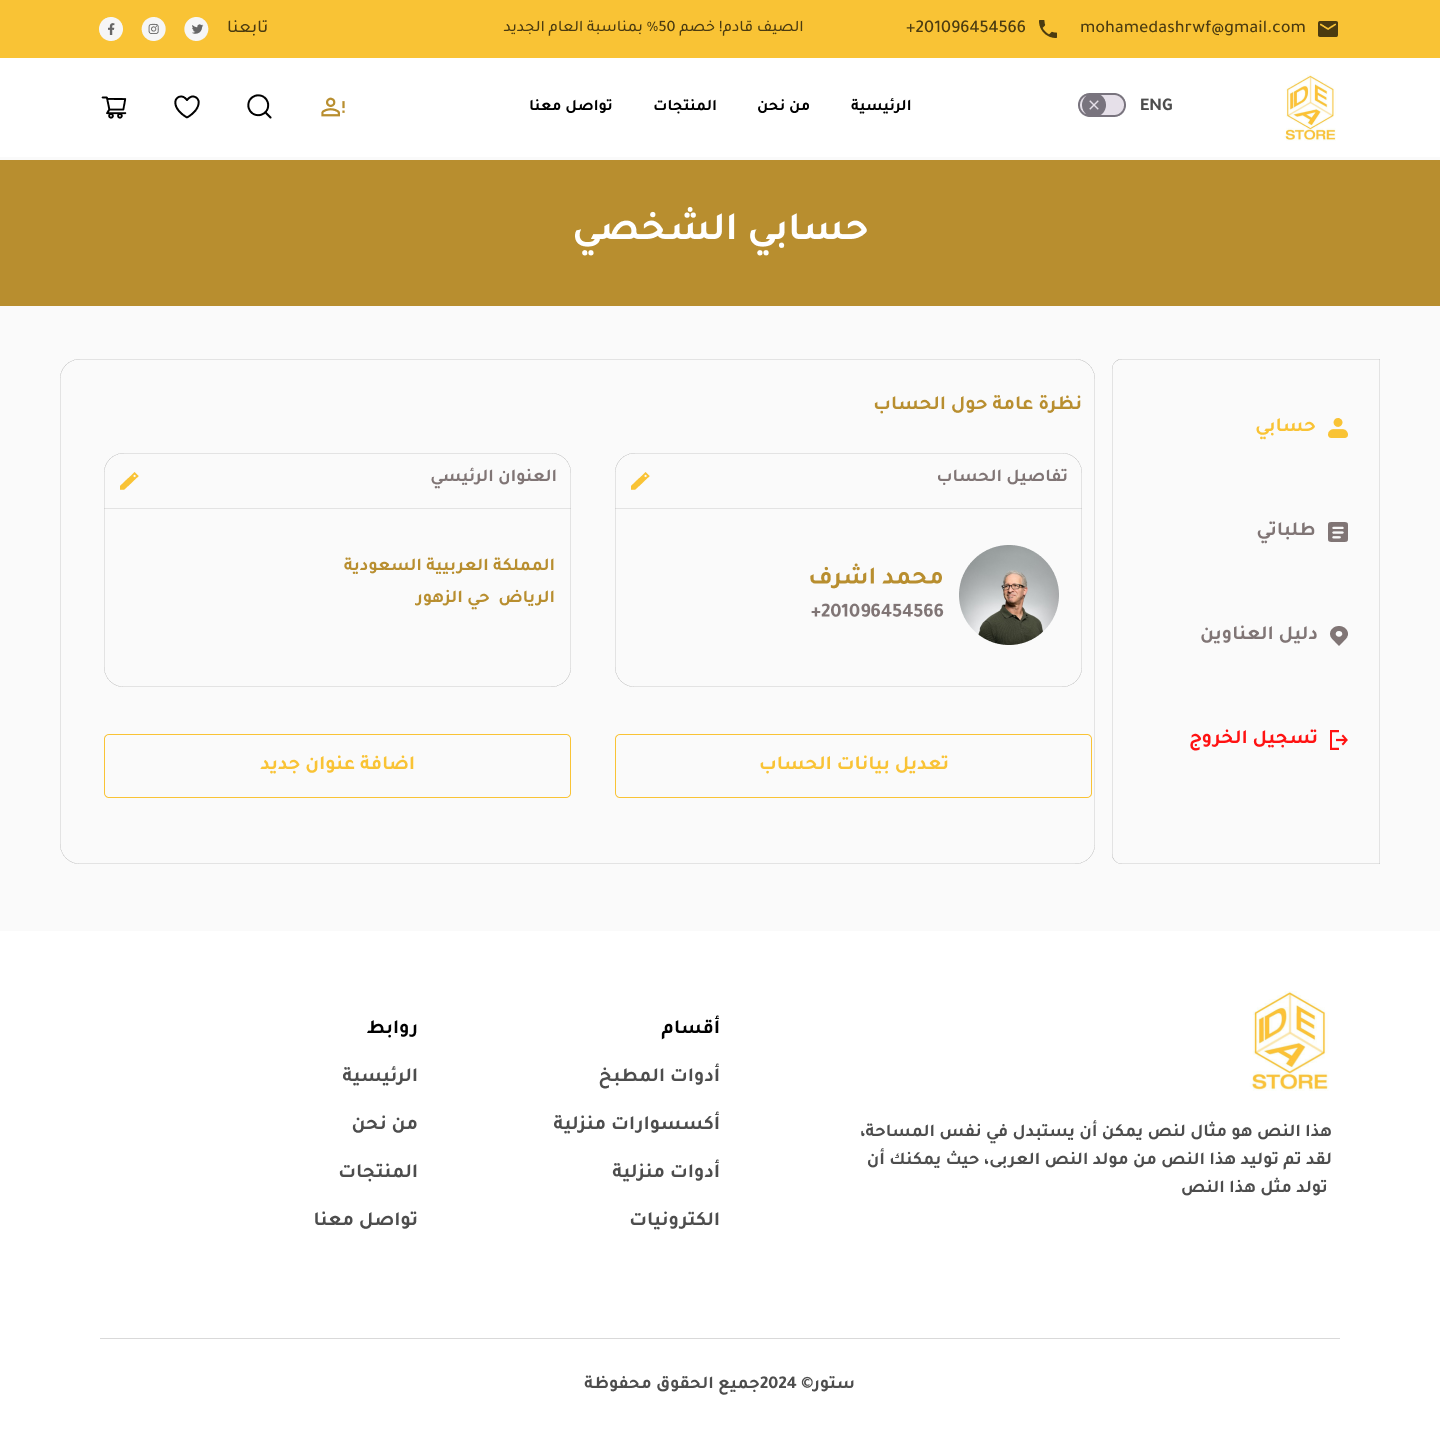 mohamedashrwf@gmail.com
+201096454566
الصيف قادم! خصم 50% بمناسبة العام الجديد
تابعنا
IDEA
STORE
ENG
الرئيسية
من نحن
المنتجات
تواصل معنا
حسابي الشخصي
حسابي
طلباتي
دليل العناوين
تسجيل الخروج
نظرة عامة حول الحساب
تفاصيل الحساب
محمد اشرف
+201096454566
العنوان الرئيسي
المملكة العربيية السعودية
الرياض حي الزهور
تعديل بيانات الحساب
اضافة عنوان جديد
IDEA
STORE
هذا النص هو مثال لنص يمكن أن يستبدل في نفس المساحة،
لقد تم توليد هذا النص من مولد النص العربى، حيث يمكنك أن
تولد مثل هذا النص
أقسام
أدوات المطبخ
أكسسوارات منزلية
أدوات منزلية
الكترونيات
روابط
الرئيسية
من نحن
المنتجات
تواصل معنا
ستور© 2024جميع الحقوق محفوظة